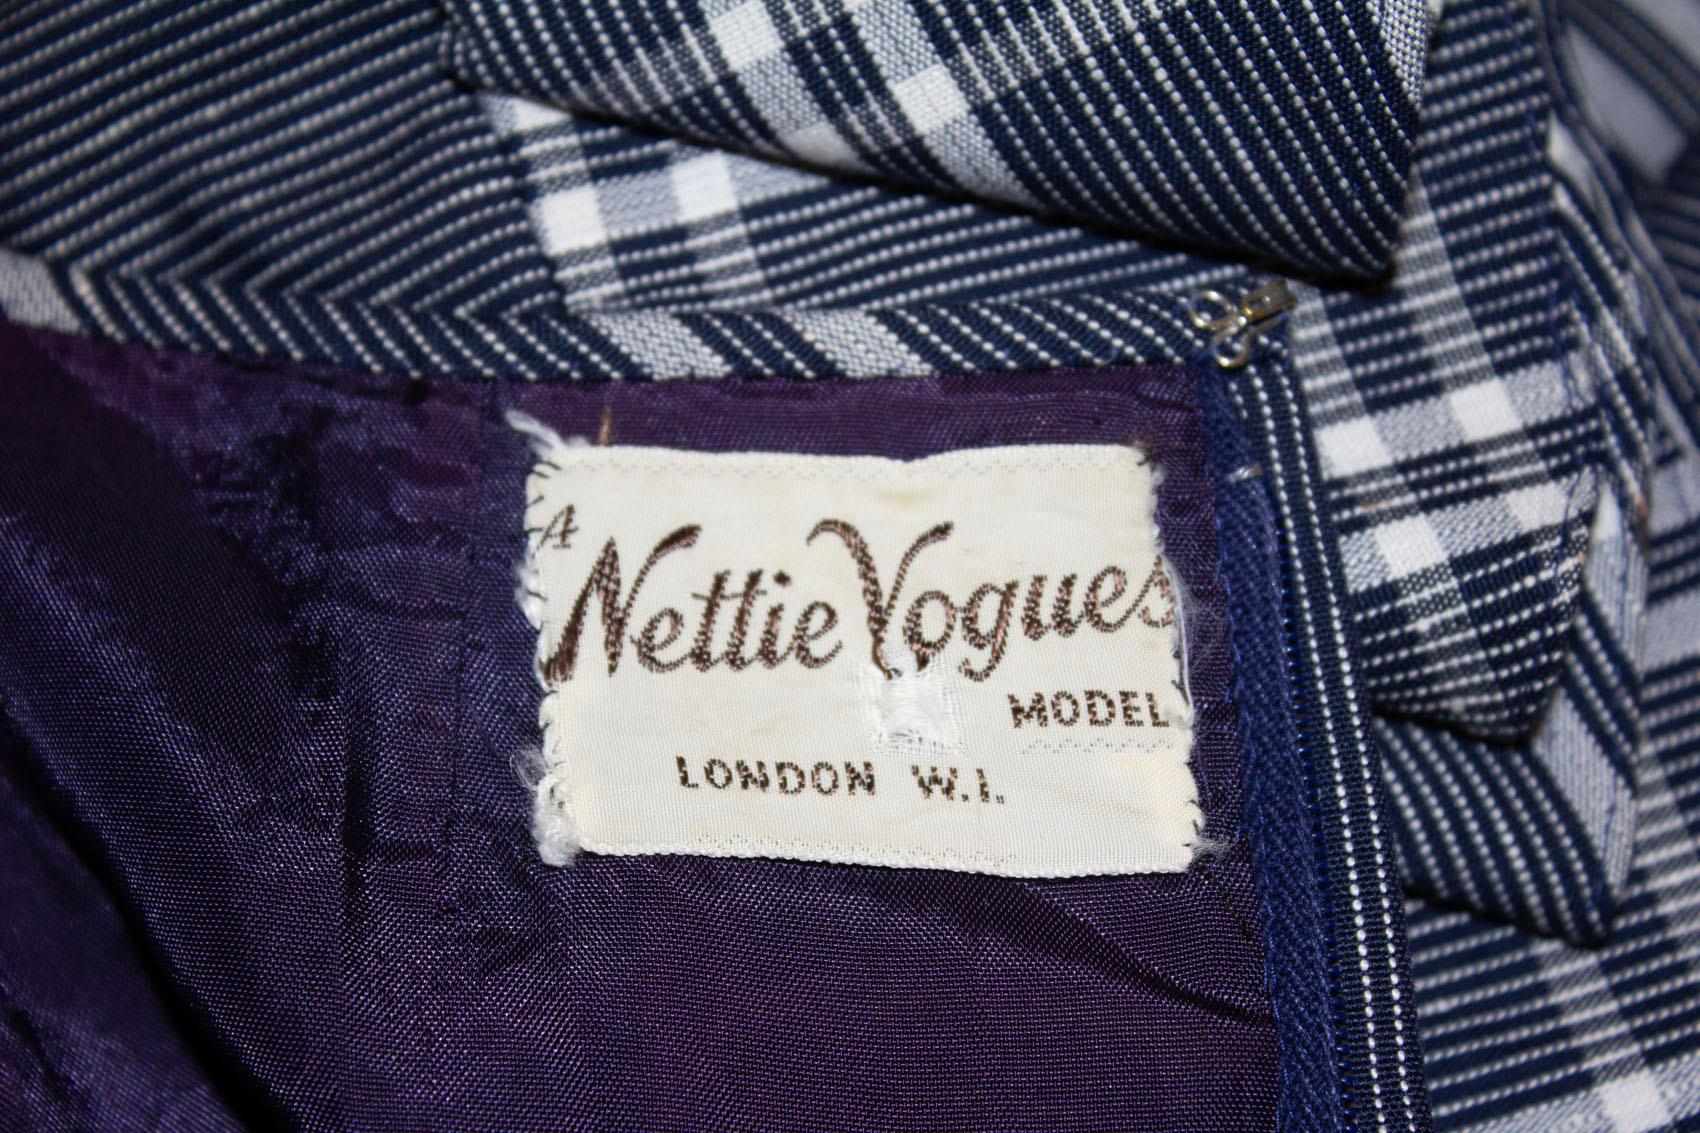 A
Nettie Vogues
MODEL
LONDON W.I.